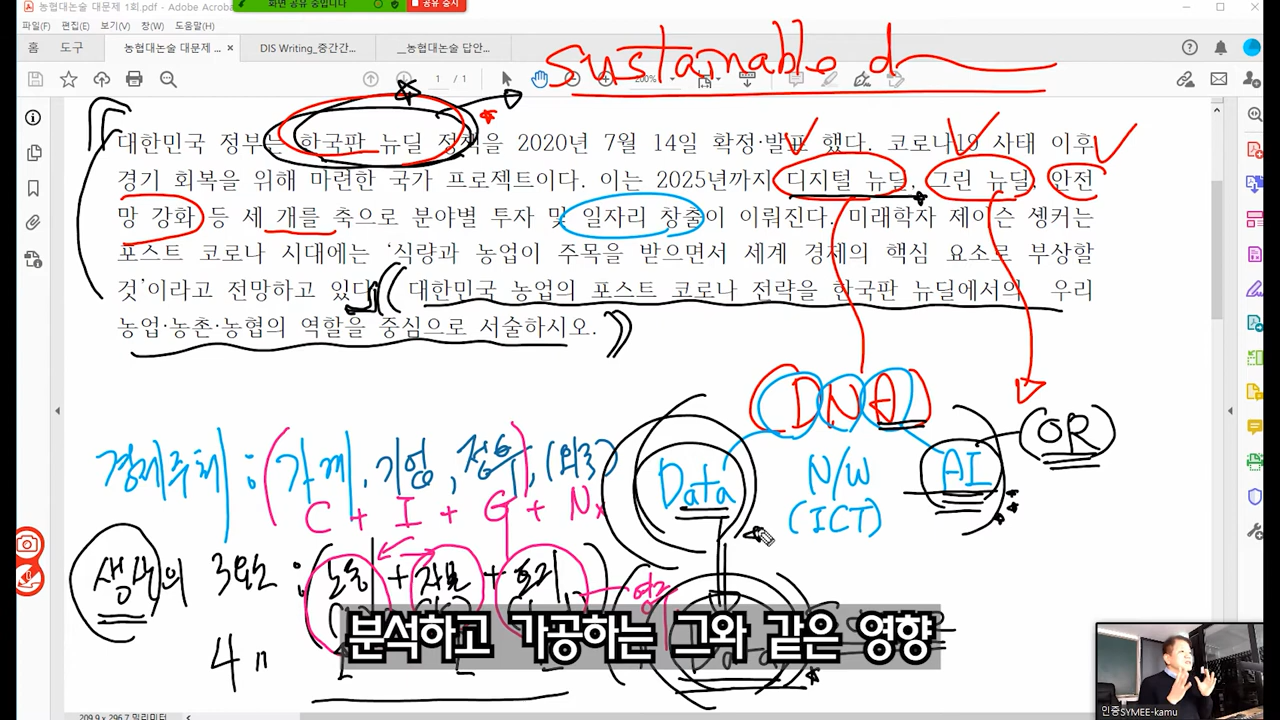 농협대논술 대문제 1회.pdf - Adobe Acrobat
화면 공유 중입니다
공유 중지
파일(F) 편집(E) 보기(V) 창(W) 도움말(H)
홈 도구 농협대논술 대문제... × DIS Writing_중간간... __농협대논술 답안...
1 / 1
200%
sustainable d
대한민국 정부는 한국판 뉴딜 정책을 2020년 7월 14일 확정·발표 했다. 코로나19 사태 이후
경기 회복을 위해 마련한 국가 프로젝트이다. 이는 2025년까지 디지털 뉴딜, 그린 뉴딜, 안전
망 강화 등 세 개를 축으로 분야별 투자 및 일자리 창출이 이뤄진다. 미래학자 제이슨 솅커는
포스트 코로나 시대에는 '식량과 농업이 주목을 받으면서 세계 경제의 핵심 요소로 부상할
것'이라고 전망하고 있다. 대한민국 농업의 포스트 코로나 전략을 한국판 뉴딜에서의 우리
농업·농촌·농협의 역할을 중심으로 서술하시오.
DNA
OR
경제주체 : 가계, 기업, 정부, (외국)
Data N/W AI
C + I + G + Nx
(ICT)
생산의 3요소 : 노동 + 자본 + 토지
4 "
분석하고 가공하는 그와 같은 영향
인증SYMEE-kamu
209.9 x 296.7 밀리미터